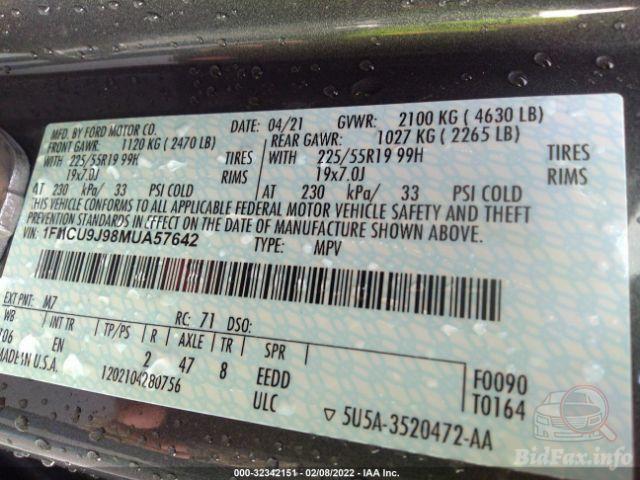 MFD. BY FORD MOTOR CO. DATE: 04/21 GVWR: 2100 KG ( 4630 LB)
FRONT GAWR: 1120 KG ( 2470 LB) REAR GAWR: 1027 KG ( 2265 LB)
WITH 225/55R19 99H TIRES WITH 225/55R19 99H TIRES
19x7.0J RIMS 19x7.0J RIMS
AT 230 kPa/ 33 PSI COLD AT 230 kPa/ 33 PSI COLD
THIS VEHICLE CONFORMS TO ALL APPLICABLE FEDERAL MOTOR VEHICLE SAFETY AND THEFT
PREVENTION STANDARDS IN EFFECT ON THE DATE OF MANUFACTURE SHOWN ABOVE.
VIN: 1FMCU9J98MUA57642 TYPE: MPV
EXT PNT: M7 RC: 71 DSO:
WB INT TR TP/PS R AXLE TR SPR
EN 2 47 8 EEDD F0090
MADE IN U.S.A. 1202104280756 ULC T0164
▽ 5U5A-3520472-AA
000-32342151 - 02/08/2022 - IAA Inc.
BidFax.info